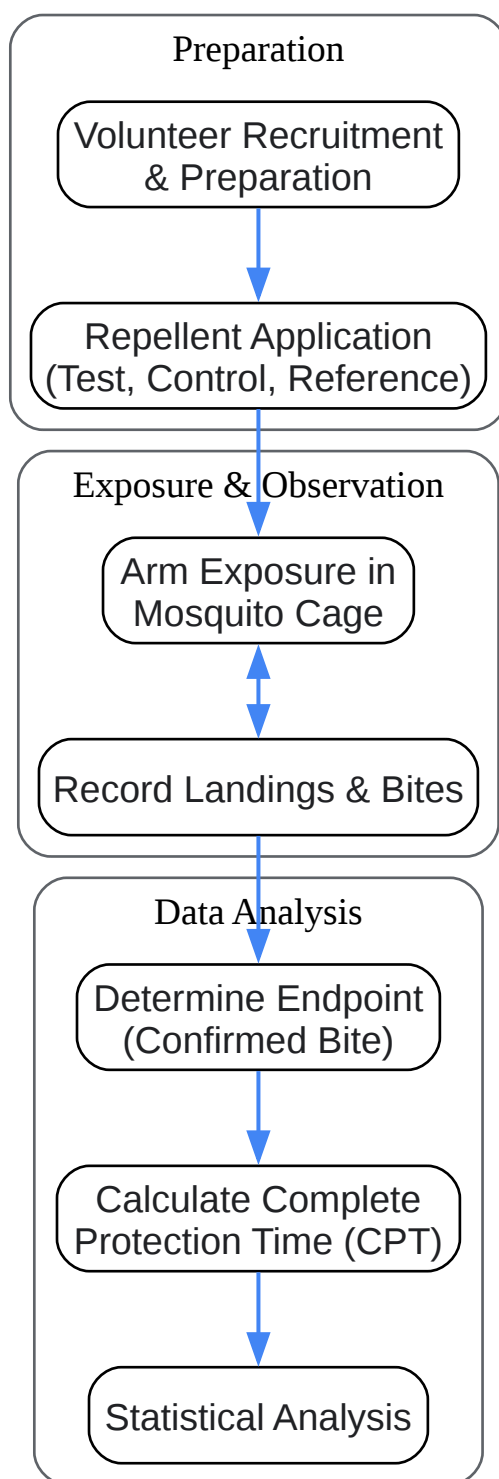 Preparation
Volunteer Recruitment
& Preparation
Repellent Application
(Test, Control, Reference)
Exposure & Observation
Arm Exposure in
Mosquito Cage
Record Landings & Bites
Data Analysis
Determine Endpoint
(Confirmed Bite)
Calculate Complete
Protection Time (CPT)
Statistical Analysis